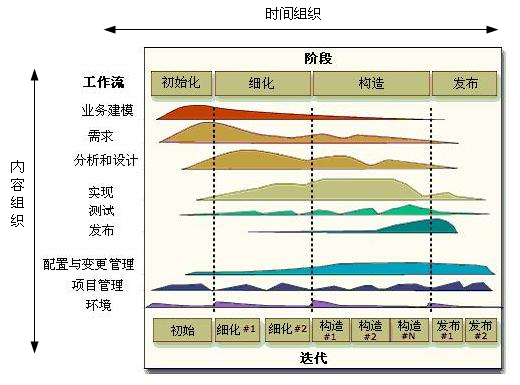 时间组织
阶段
工作流
初始化
细化
构造
发布
业务建模
需求
分析和设计
实现
测试
发布
配置与变更管理
项目管理
环境
内容组织
初始
细化#1
细化#2
构造#1
构造#2
构造#N
发布#1
发布#2
迭代